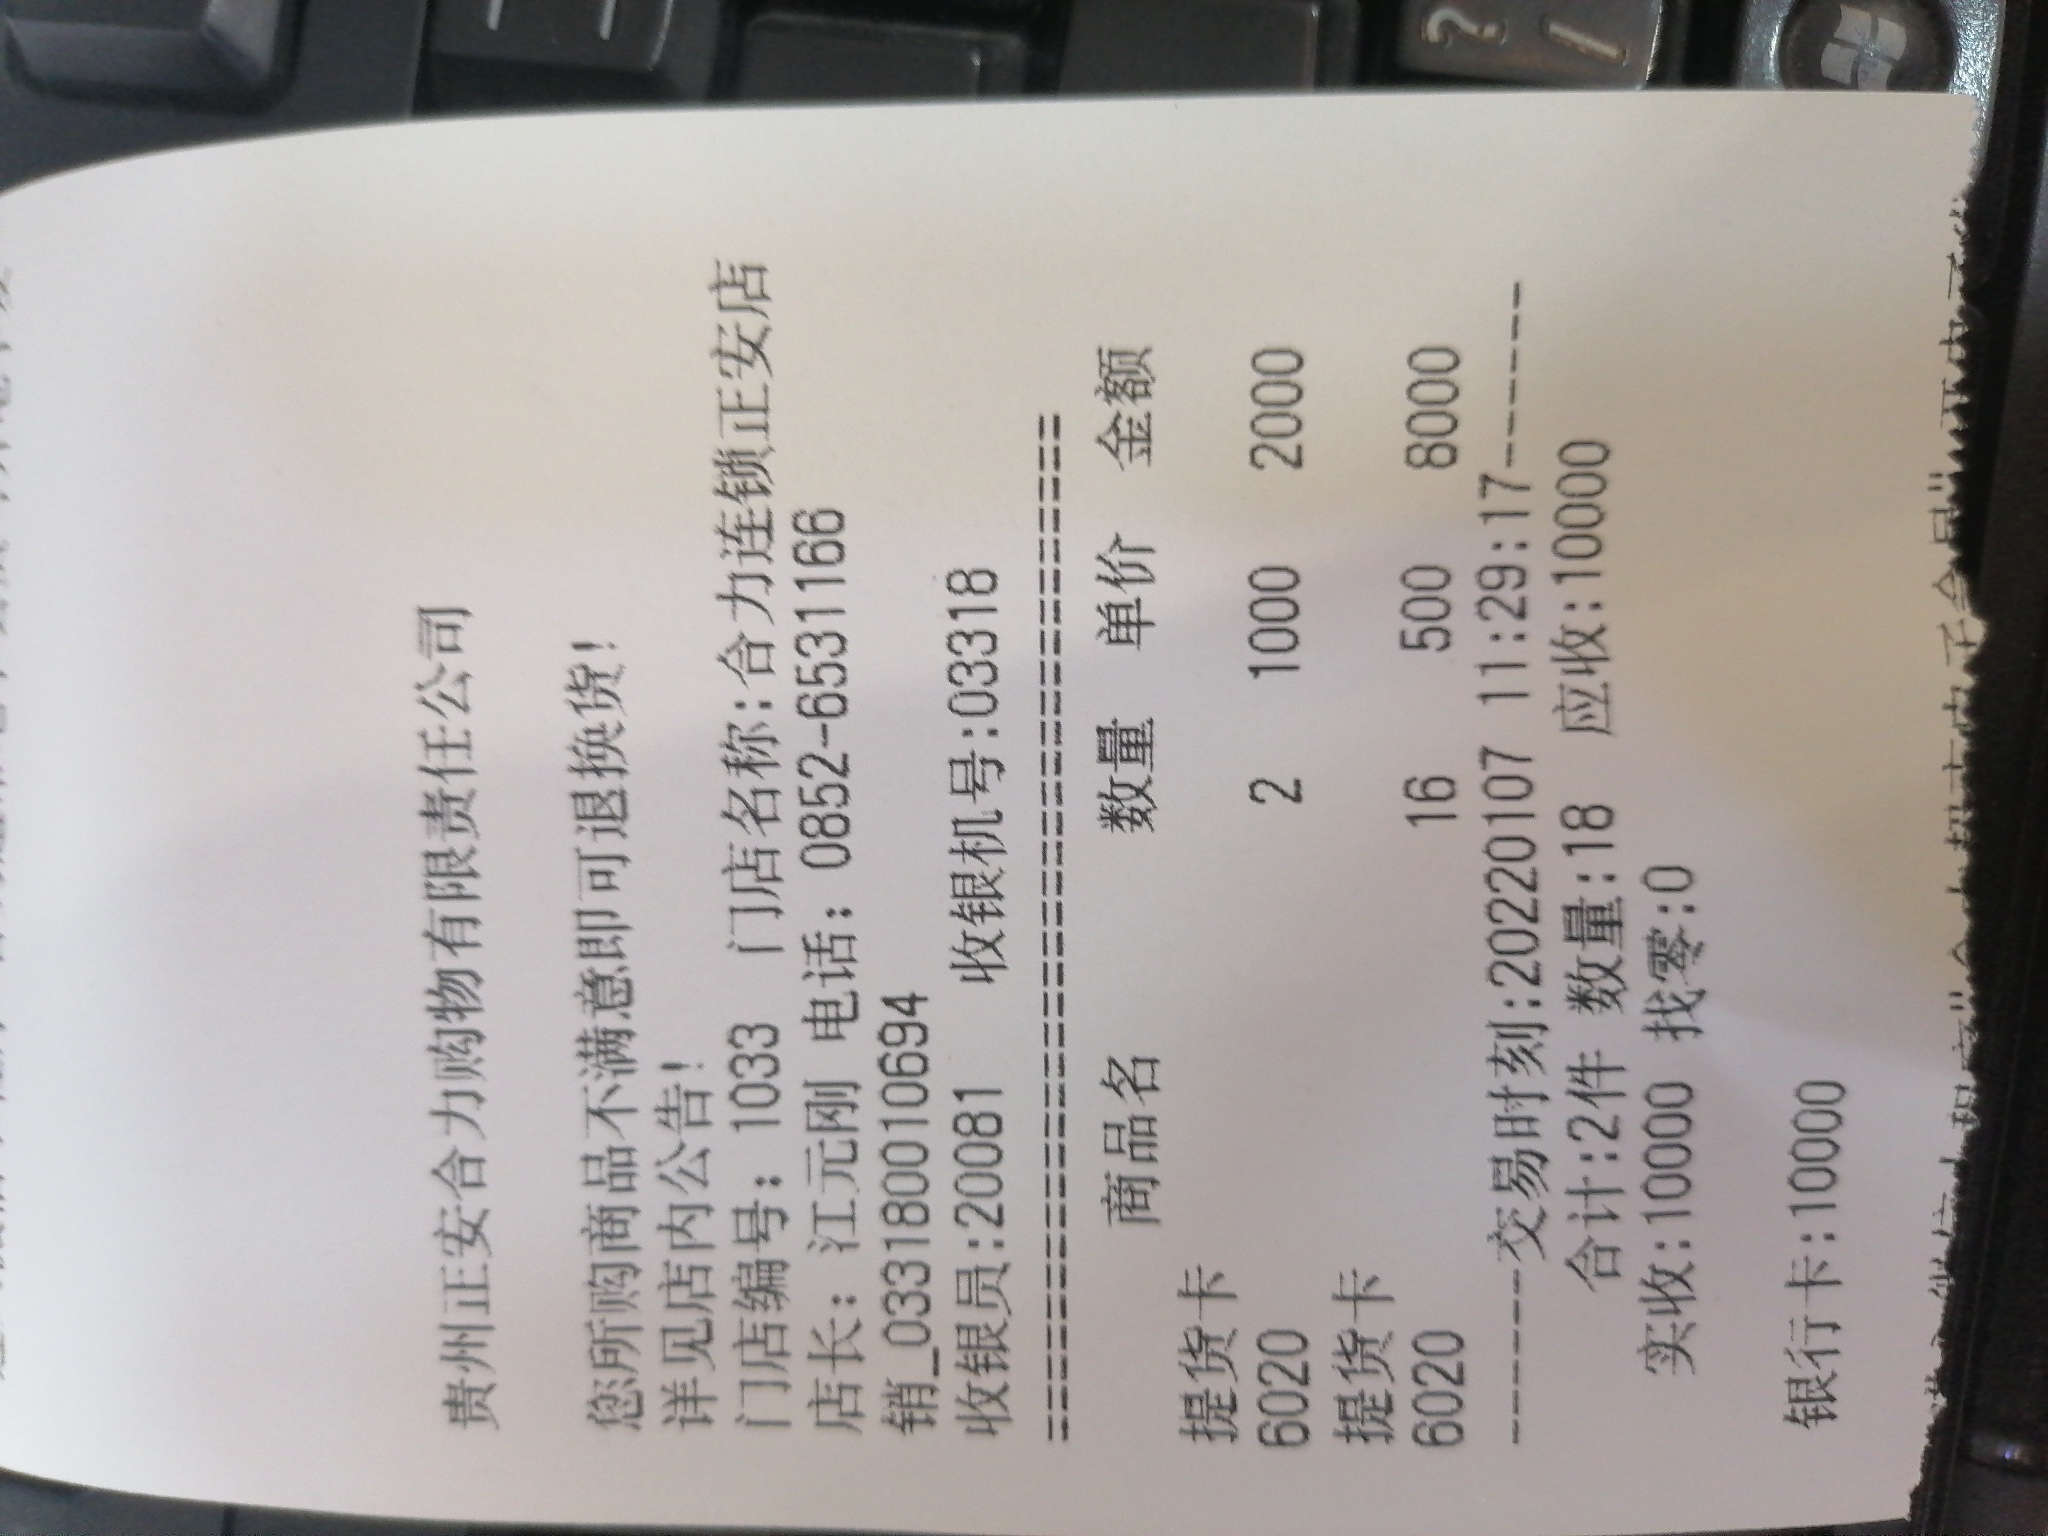 贵州正安合力购物有限责任公司
您所购商品不满意即可退换货!
详见店内公告!
门店编号: 1033 门店名称:合力连锁正安店
店长: 江元刚 电话: 0852-6531166
销_033180010694
收银员:20081 收银机号:03318
==========================================
商品名 数量 单价 金额
提货卡
6020 2 1000 2000
提货卡
6020 16 500 8000
-------交易时刻:20220107 11:29:17-------
合计:2件 数量:18 应收:10000
实收:10000 找零:0
银行卡:10000
?
/